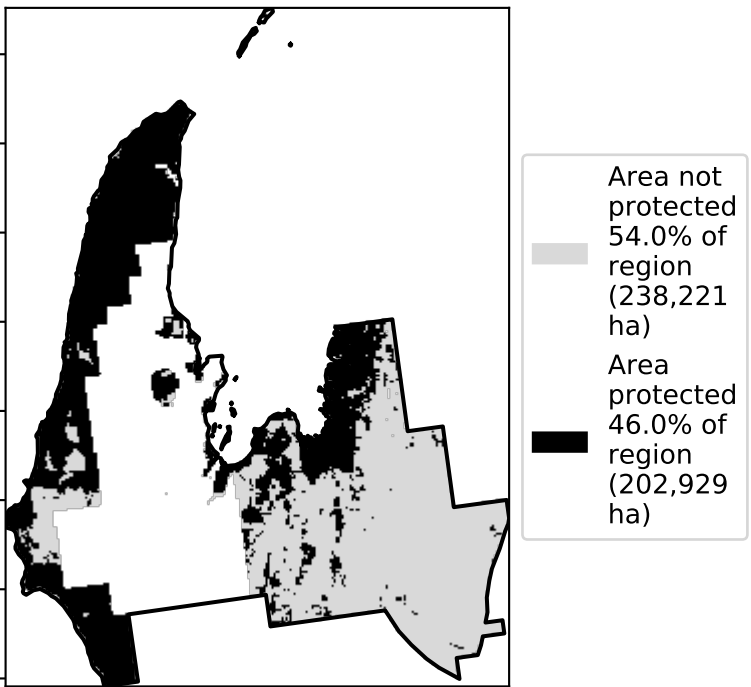 Area not
protected
54.0% of
region
(238,221
ha)
Area
protected
46.0% of
region
(202,929
ha)